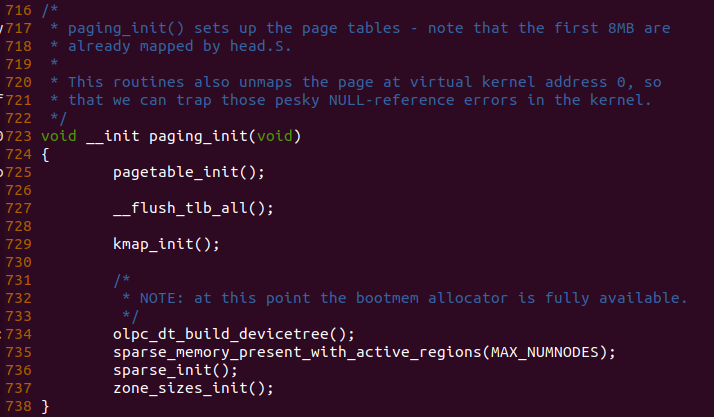 716 /*
y717  * paging_init() sets up the page tables - note that the first 8MB are
718  * already mapped by head.S.
719  *
720  * This routines also unmaps the page at virtual kernel address 0, so
f721  * that we can trap those pesky NULL-reference errors in the kernel.
722  */
0723 void __init paging_init(void)
724 {
725         pagetable_init();
726
727         __flush_tlb_all();
728
729         kmap_init();
730
731         /*
732          * NOTE: at this point the bootmem allocator is fully available.
733          */
:734         olpc_dt_build_devicetree();
735         sparse_memory_present_with_active_regions(MAX_NUMNODES);
736         sparse_init();
737         zone_sizes_init();
738 }